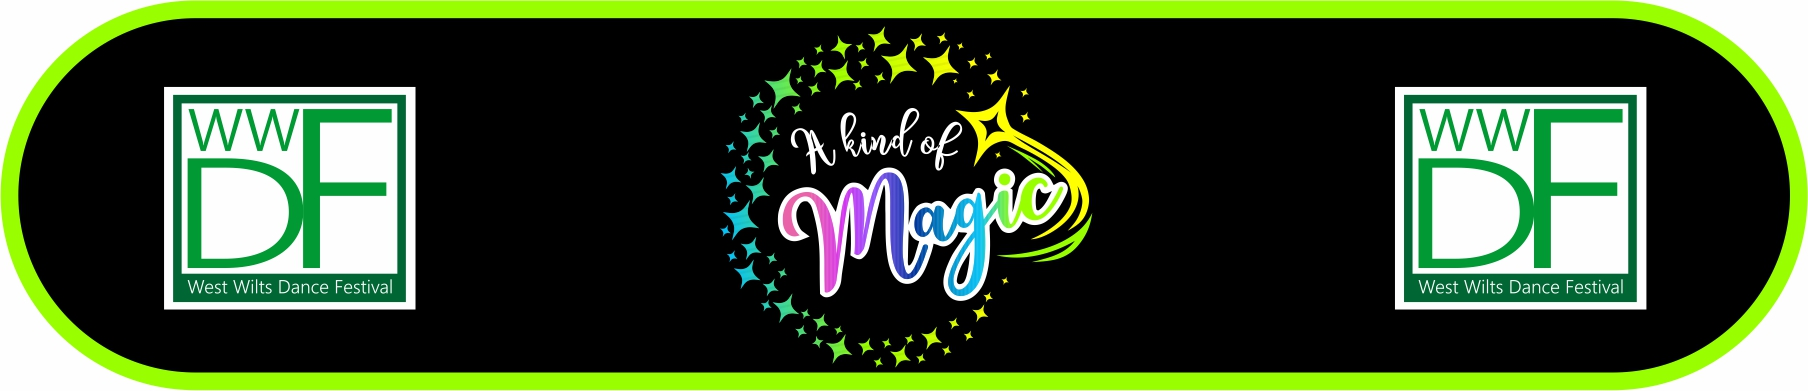 WW
DF
West Wilts Dance Festival
A kind of
Magic
WW
DF
West Wilts Dance Festival